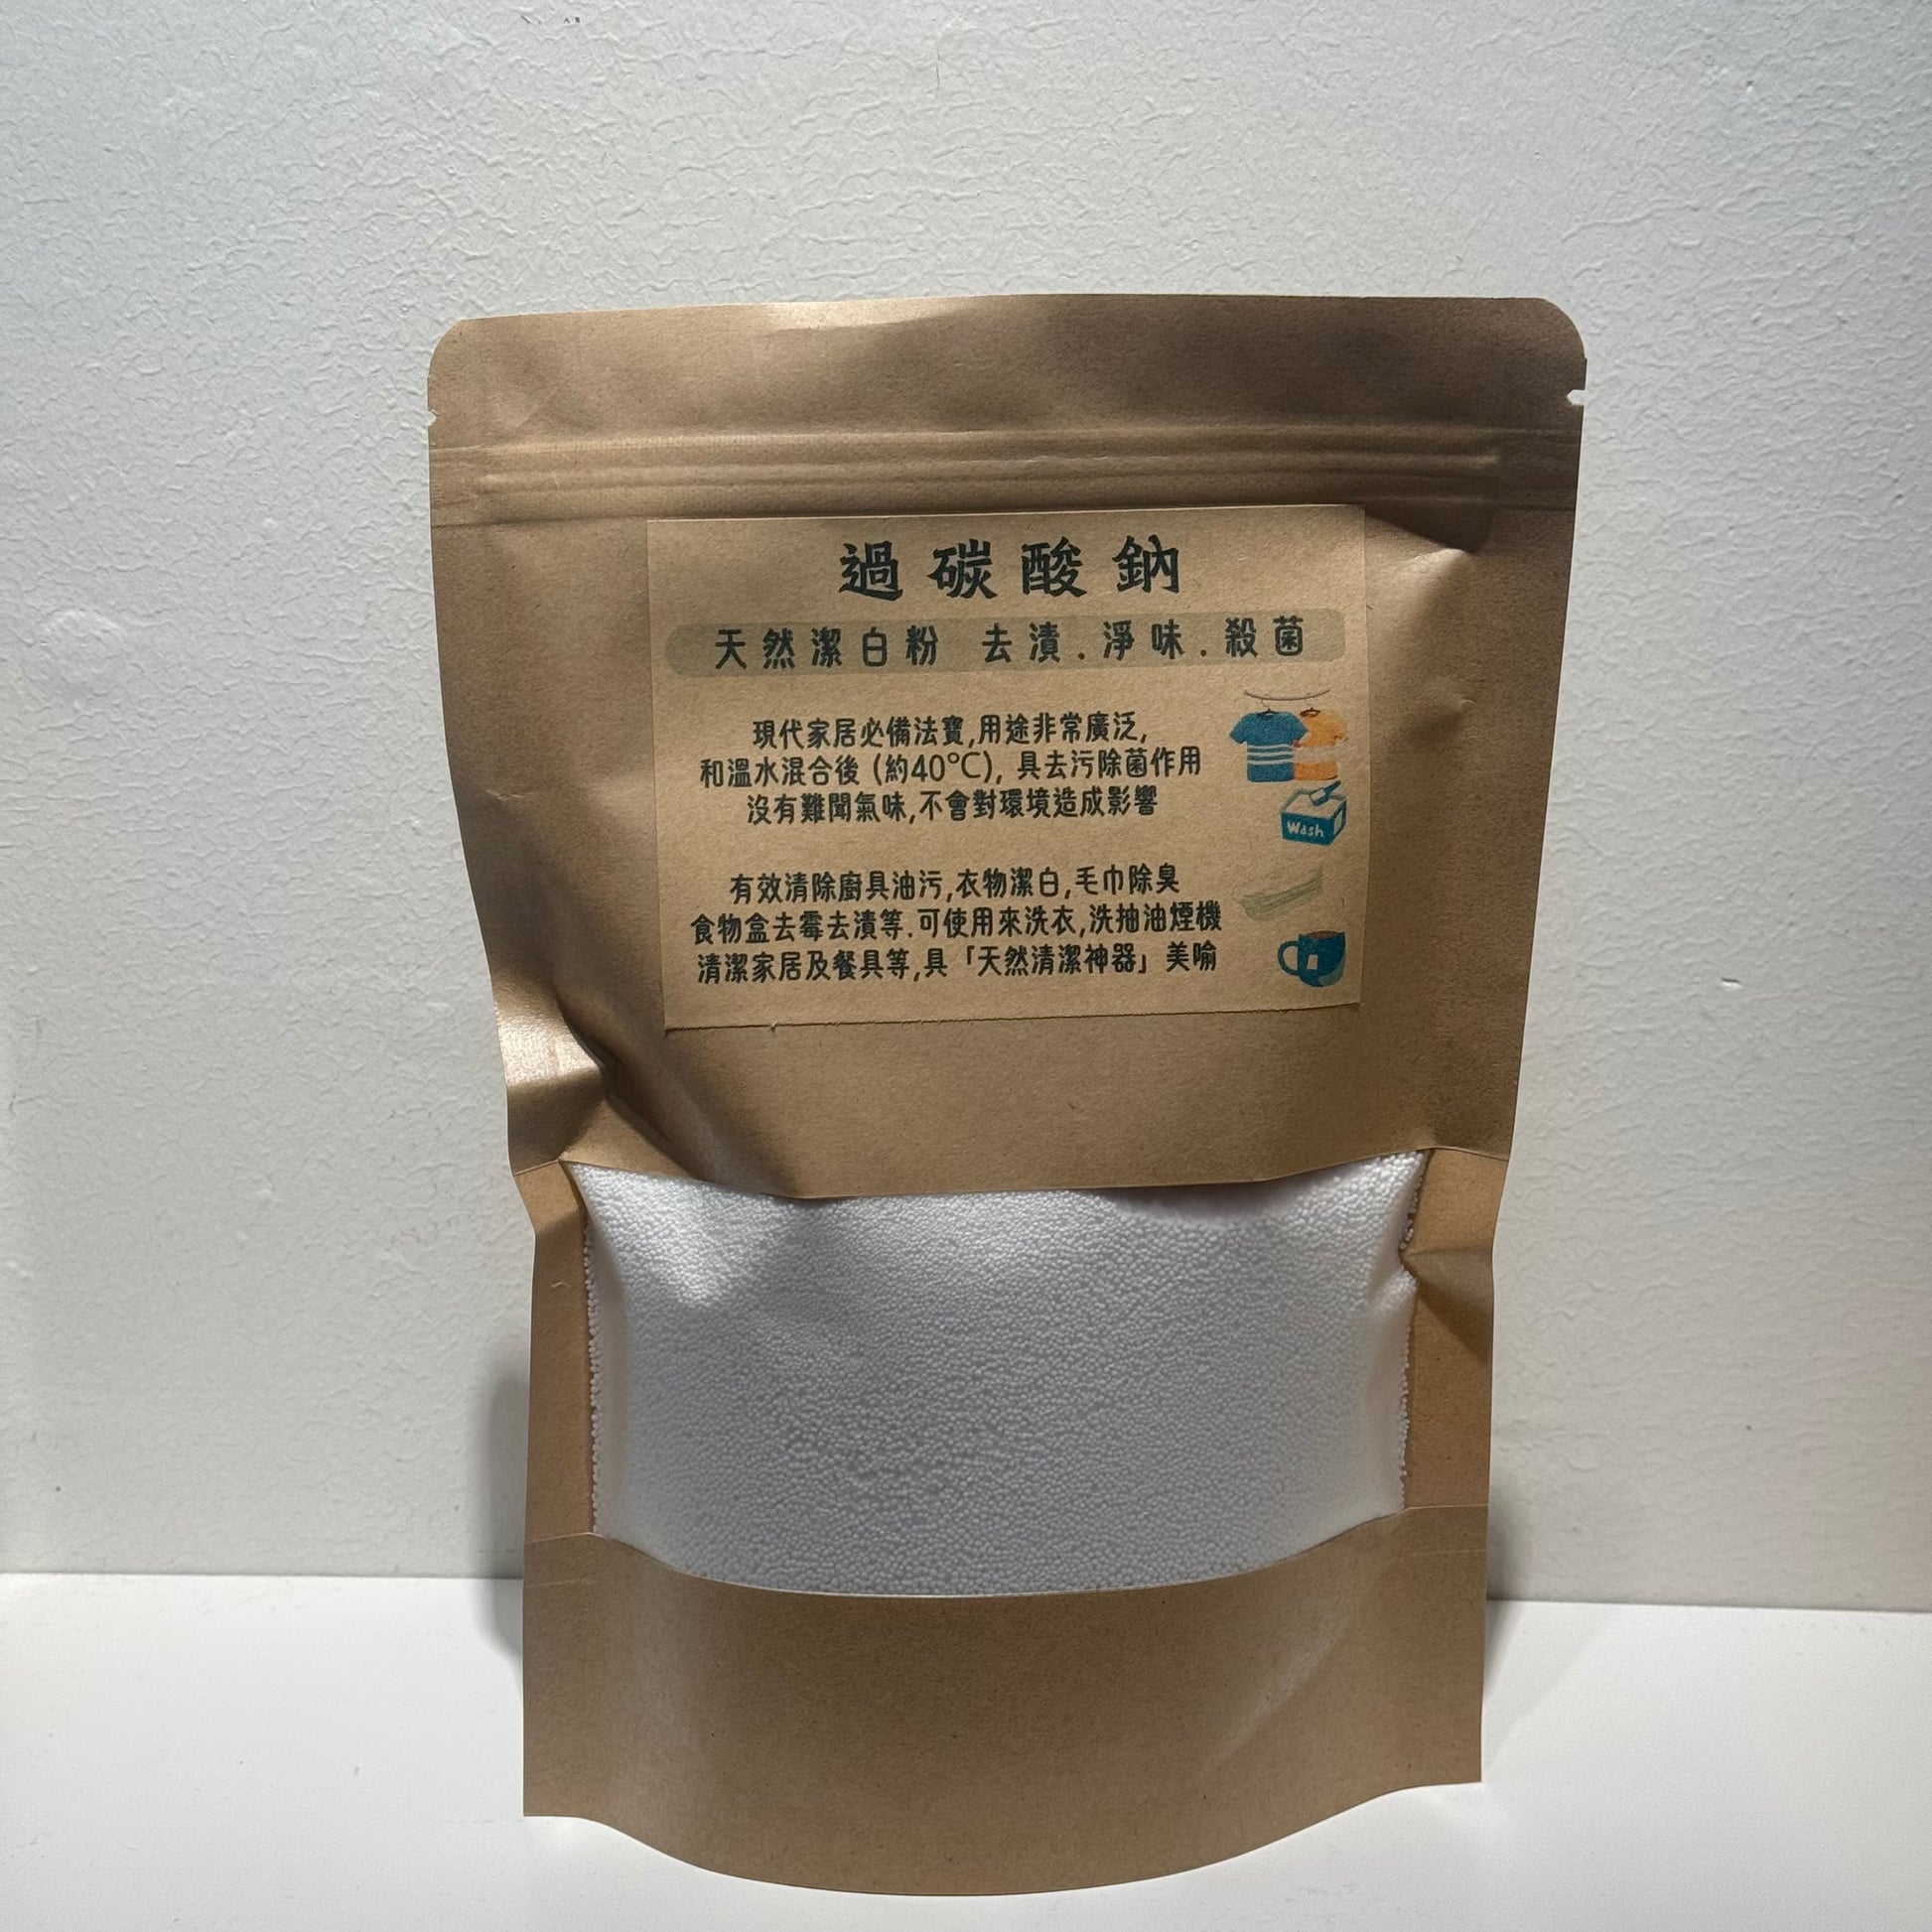 過碳酸鈉
天然潔白粉 去漬.淨味.殺菌
現代家居必備法寶,用途非常廣泛,
和溫水混合後 (約40°C), 具去污除菌作用
沒有難聞氣味,不會對環境造成影響
Wash
有效清除廚具油污,衣物潔白,毛巾除臭
食物盒去霉去漬等.可使用來洗衣,洗抽油煙機
清潔家居及餐具等,具「天然清潔神器」美喻